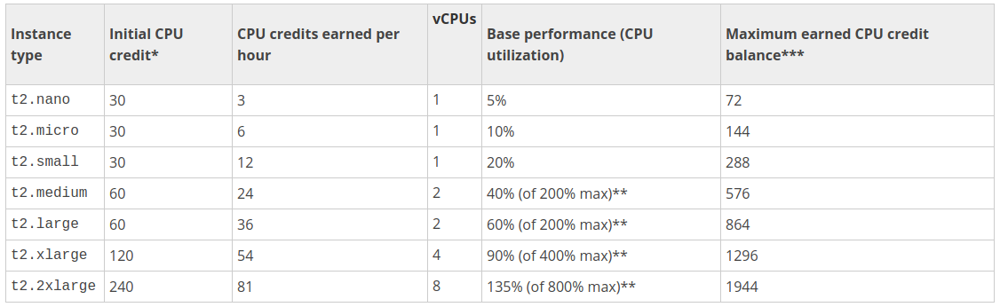 Instance type Initial CPU credit* CPU credits earned per hour vCPUs Base performance (CPU utilization) Maximum earned CPU credit balance***
t2.nano 30 3 1 5% 72
t2.micro 30 6 1 10% 144
t2.small 30 12 1 20% 288
t2.medium 60 24 2 40% (of 200% max)** 576
t2.large 60 36 2 60% (of 200% max)** 864
t2.xlarge 120 54 4 90% (of 400% max)** 1296
t2.2xlarge 240 81 8 135% (of 800% max)** 1944